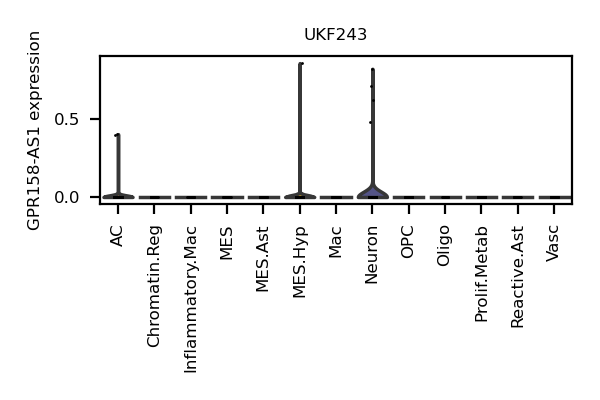 UKF243
GPR158-AS1 expression
0.5
0.0
AC
Chromatin.Reg
Inflammatory.Mac
MES
MES.Ast
MES.Hyp
Mac
Neuron
OPC
Oligo
Prolif.Metab
Reactive.Ast
Vasc